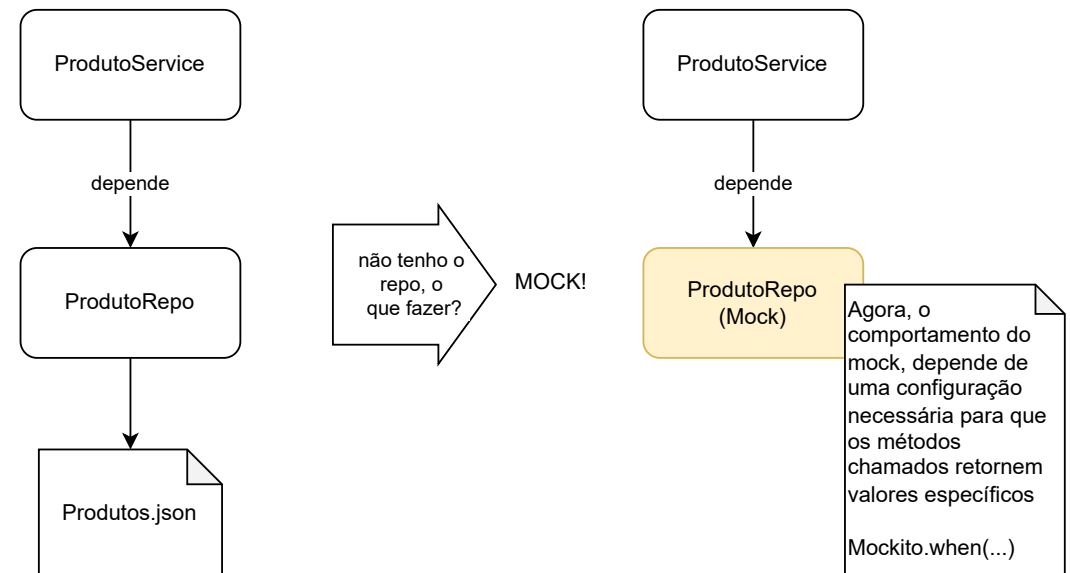 ProdutoService
depende
ProdutoRepo
Produtos.json
não tenho o
repo, o
que fazer?
MOCK!
ProdutoService
depende
ProdutoRepo
(Mock)
Agora, o
comportamento do
mock, depende de
uma configuração
necessária para que
os métodos
chamados retornem
valores específicos
Mockito.when(...)